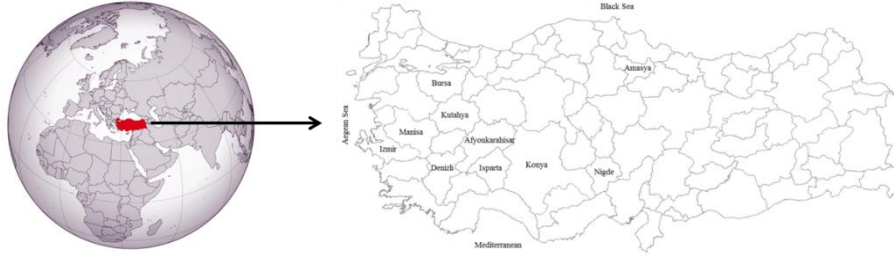 Black Sea
Amasya
Bursa
Kutahya
Aegean Sea
Manisa
Afyonkarahisar
Izmir
Denizli
Isparta
Konya
Nigde
Mediterranean